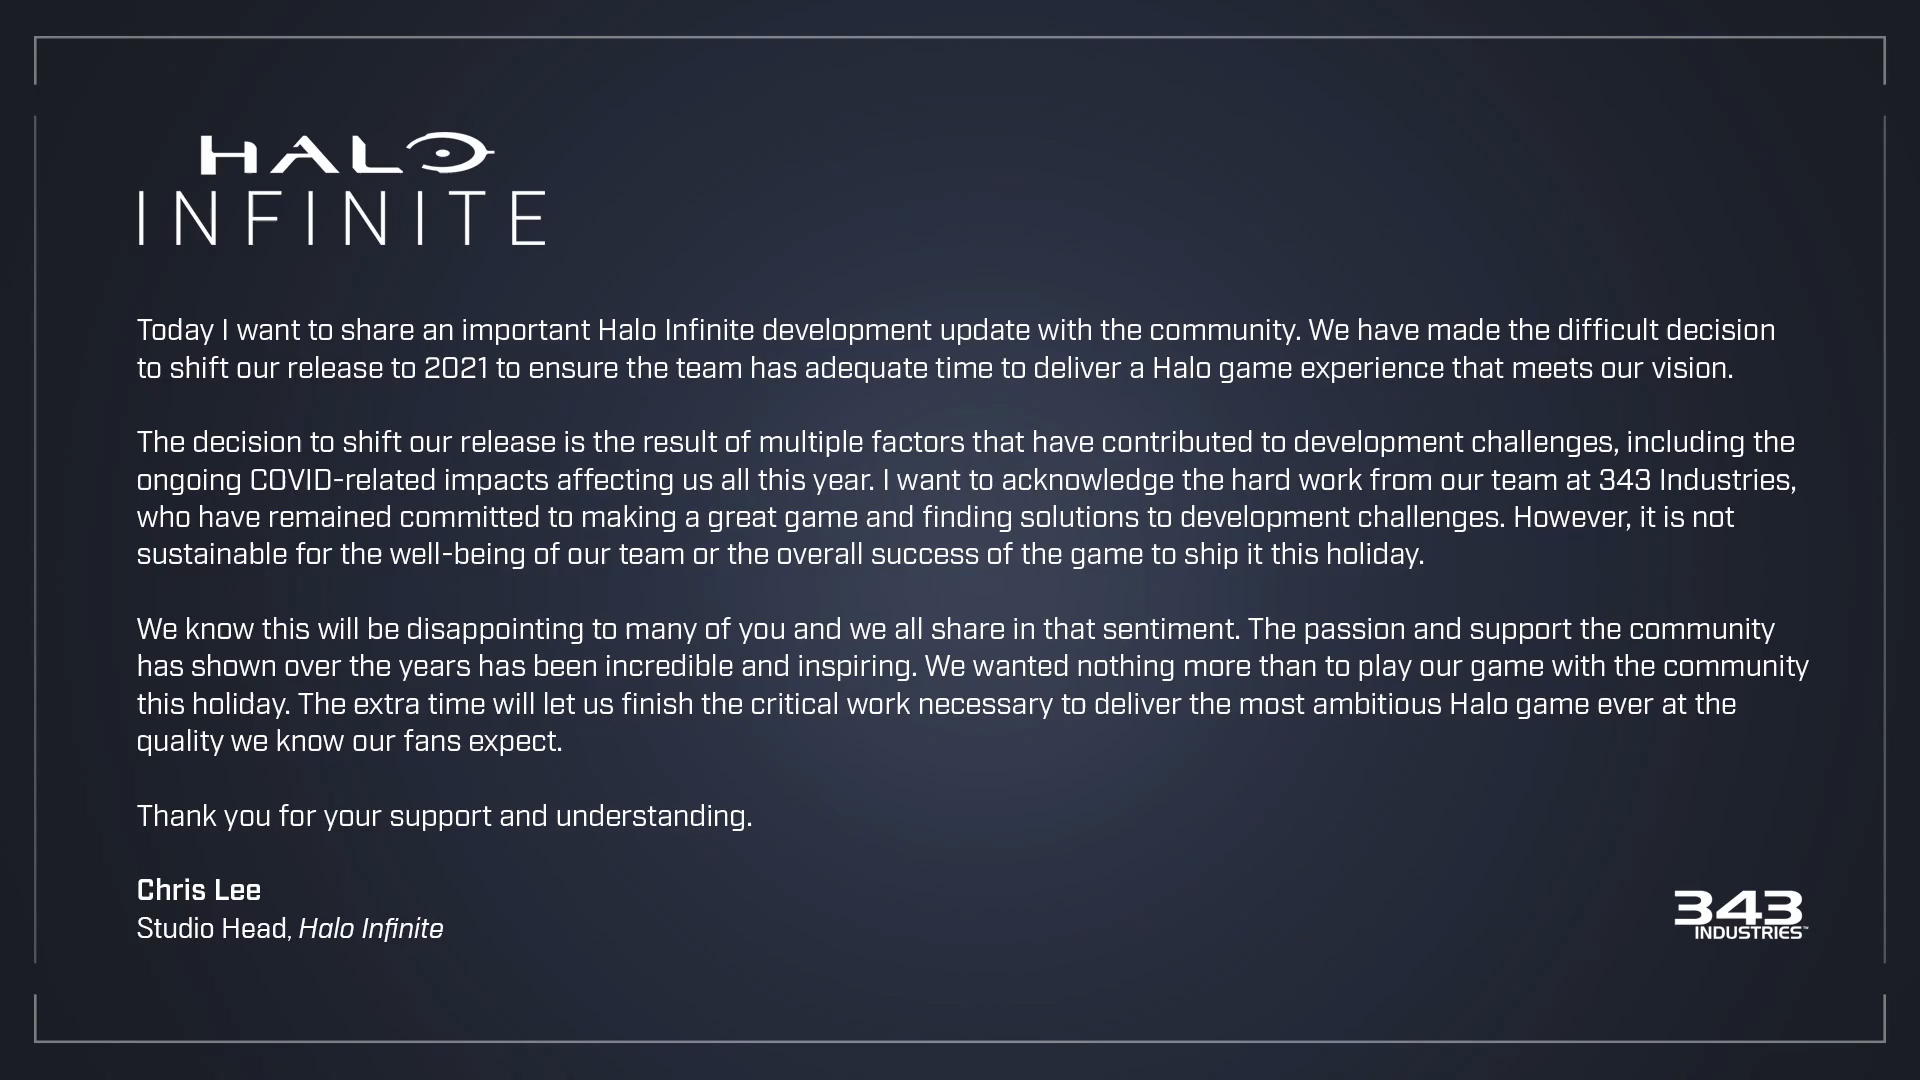 HALO
INFINITE
Today I want to share an important Halo Infinite development update with the community. We have made the difficult decision
to shift our release to 2021 to ensure the team has adequate time to deliver a Halo game experience that meets our vision.
The decision to shift our release is the result of multiple factors that have contributed to development challenges, including the
ongoing COVID-related impacts affecting us all this year. I want to acknowledge the hard work from our team at 343 Industries,
who have remained committed to making a great game and finding solutions to development challenges. However, it is not
sustainable for the well-being of our team or the overall success of the game to ship it this holiday.
We know this will be disappointing to many of you and we all share in that sentiment. The passion and support the community
has shown over the years has been incredible and inspiring. We wanted nothing more than to play our game with the community
this holiday. The extra time will let us finish the critical work necessary to deliver the most ambitious Halo game ever at the
quality we know our fans expect.
Thank you for your support and understanding.
Chris Lee
Studio Head, Halo Infinite
343
INDUSTRIES™